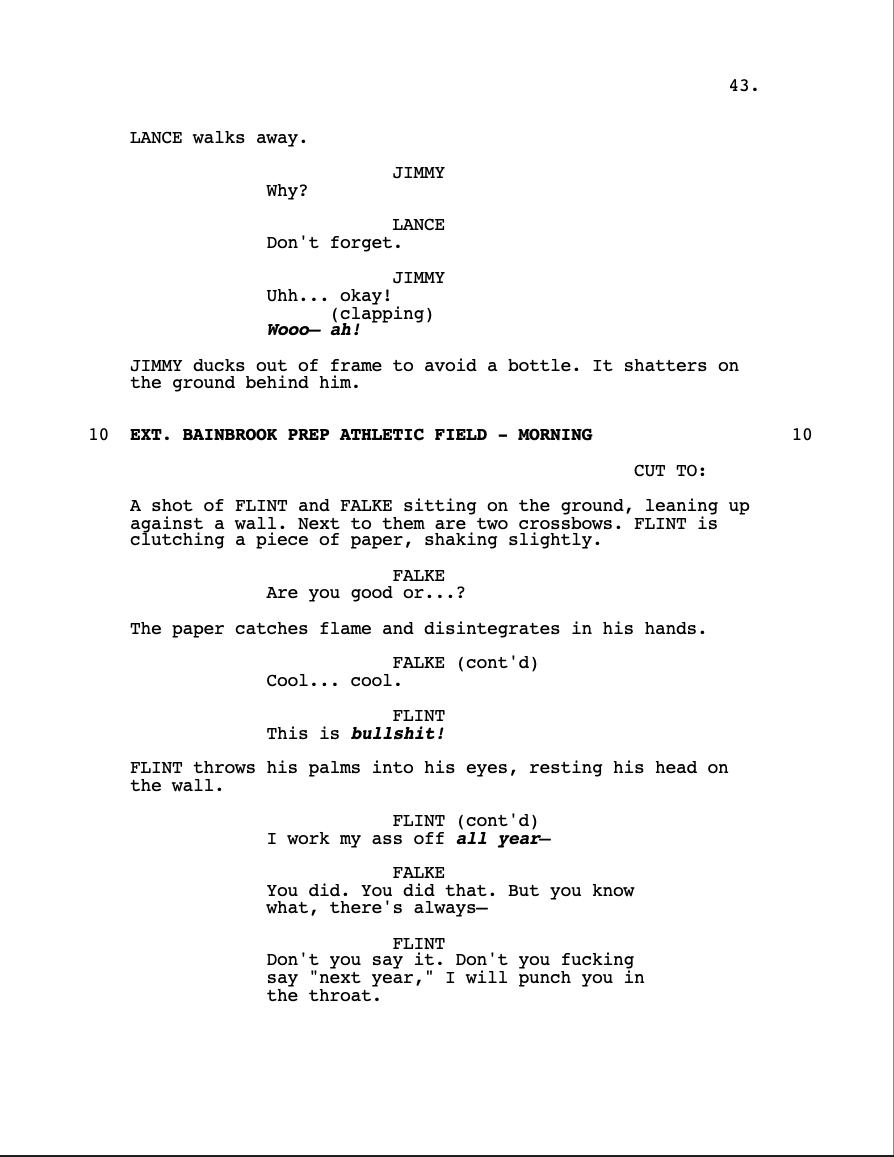 43.
LANCE walks away.
JIMMY
Why?
LANCE
Don't forget.
JIMMY
Uhh... okay!
(clapping)
Wooo— ah!
JIMMY ducks out of frame to avoid a bottle. It shatters on
the ground behind him.
10 EXT. BAINBROOK PREP ATHLETIC FIELD - MORNING 10
CUT TO:
A shot of FLINT and FALKE sitting on the ground, leaning up
against a wall. Next to them are two crossbows. FLINT is
clutching a piece of paper, shaking slightly.
FALKE
Are you good or...?
The paper catches flame and disintegrates in his hands.
FALKE (cont'd)
Cool... cool.
FLINT
This is bullshit!
FLINT throws his palms into his eyes, resting his head on
the wall.
FLINT (cont'd)
I work my ass off all year—
FALKE
You did. You did that. But you know
what, there's always—
FLINT
Don't you say it. Don't you fucking
say "next year," I will punch you in
the throat.